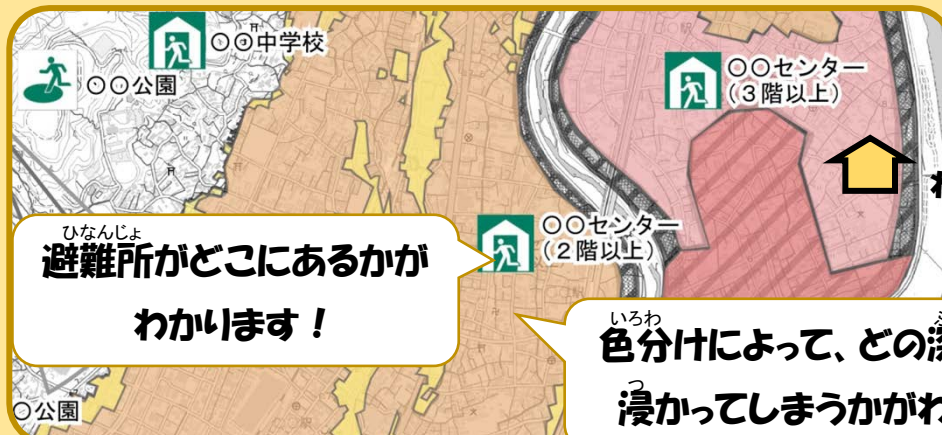 〇〇中学校
〇〇公園
〇〇センター
(3階以上)
〇〇センター
(2階以上)
ひなんじょ
避難所がどこにあるかが
わかります！
いろわ
色分けによって、どの
つ
浸かってしまうかがわ
〇公園